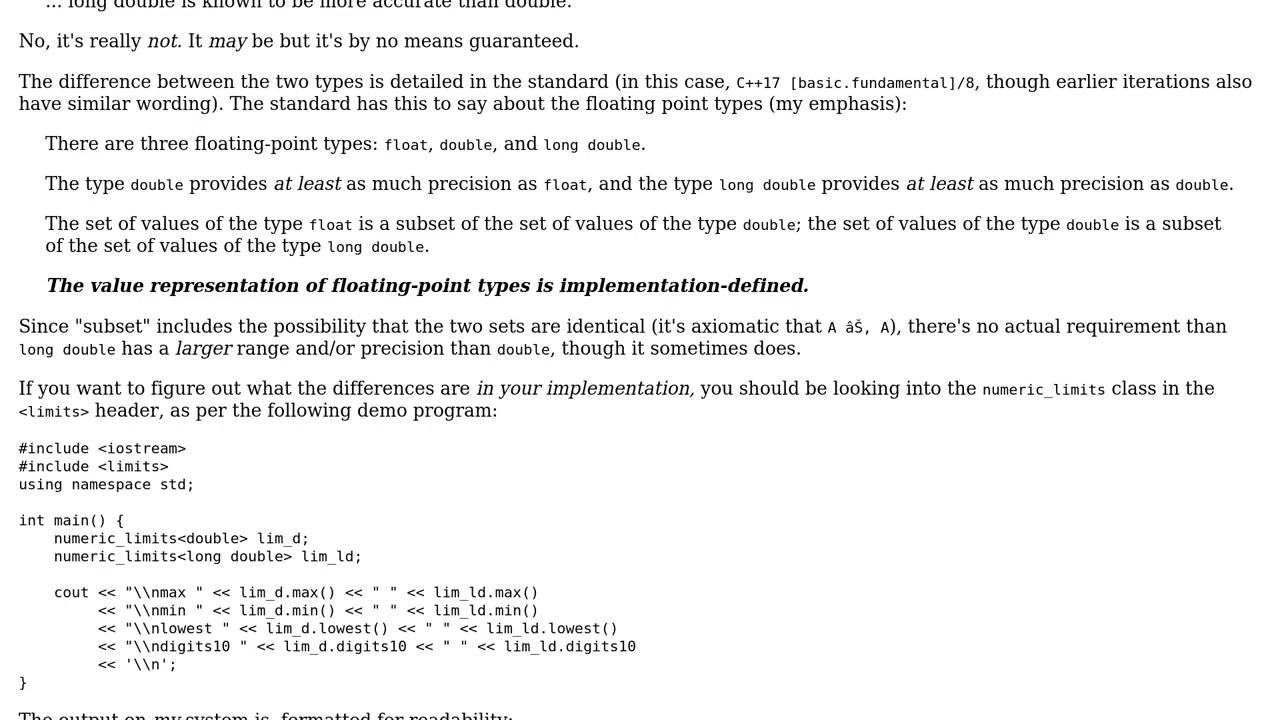 ... long double is known to be more accurate than double.
No, it's really not. It may be but it's by no means guaranteed.
The difference between the two types is detailed in the standard (in this case, C++17 [basic.fundamental]/8, though earlier iterations also
have similar wording). The standard has this to say about the floating point types (my emphasis):
There are three floating-point types: float, double, and long double.
The type double provides at least as much precision as float, and the type long double provides at least as much precision as double.
The set of values of the type float is a subset of the set of values of the type double; the set of values of the type double is a subset
of the set of values of the type long double.
The value representation of floating-point types is implementation-defined.
Since "subset" includes the possibility that the two sets are identical (it's axiomatic that A âŠ‚ A), there's no actual requirement than
long double has a larger range and/or precision than double, though it sometimes does.
If you want to figure out what the differences are in your implementation, you should be looking into the numeric_limits class in the
<limits> header, as per the following demo program:
#include <iostream>
#include <limits>
using namespace std;
int main() {
    numeric_limits<double> lim_d;
    numeric_limits<long double> lim_ld;
    cout << "\\nmax " << lim_d.max() << " " << lim_ld.max()
         << "\\nmin " << lim_d.min() << " " << lim_ld.min()
         << "\\nlowest " << lim_d.lowest() << " " << lim_ld.lowest()
         << "\\ndigits10 " << lim_d.digits10 << " " << lim_ld.digits10
         << '\\n';
}
The output on my system is, formatted for readability: